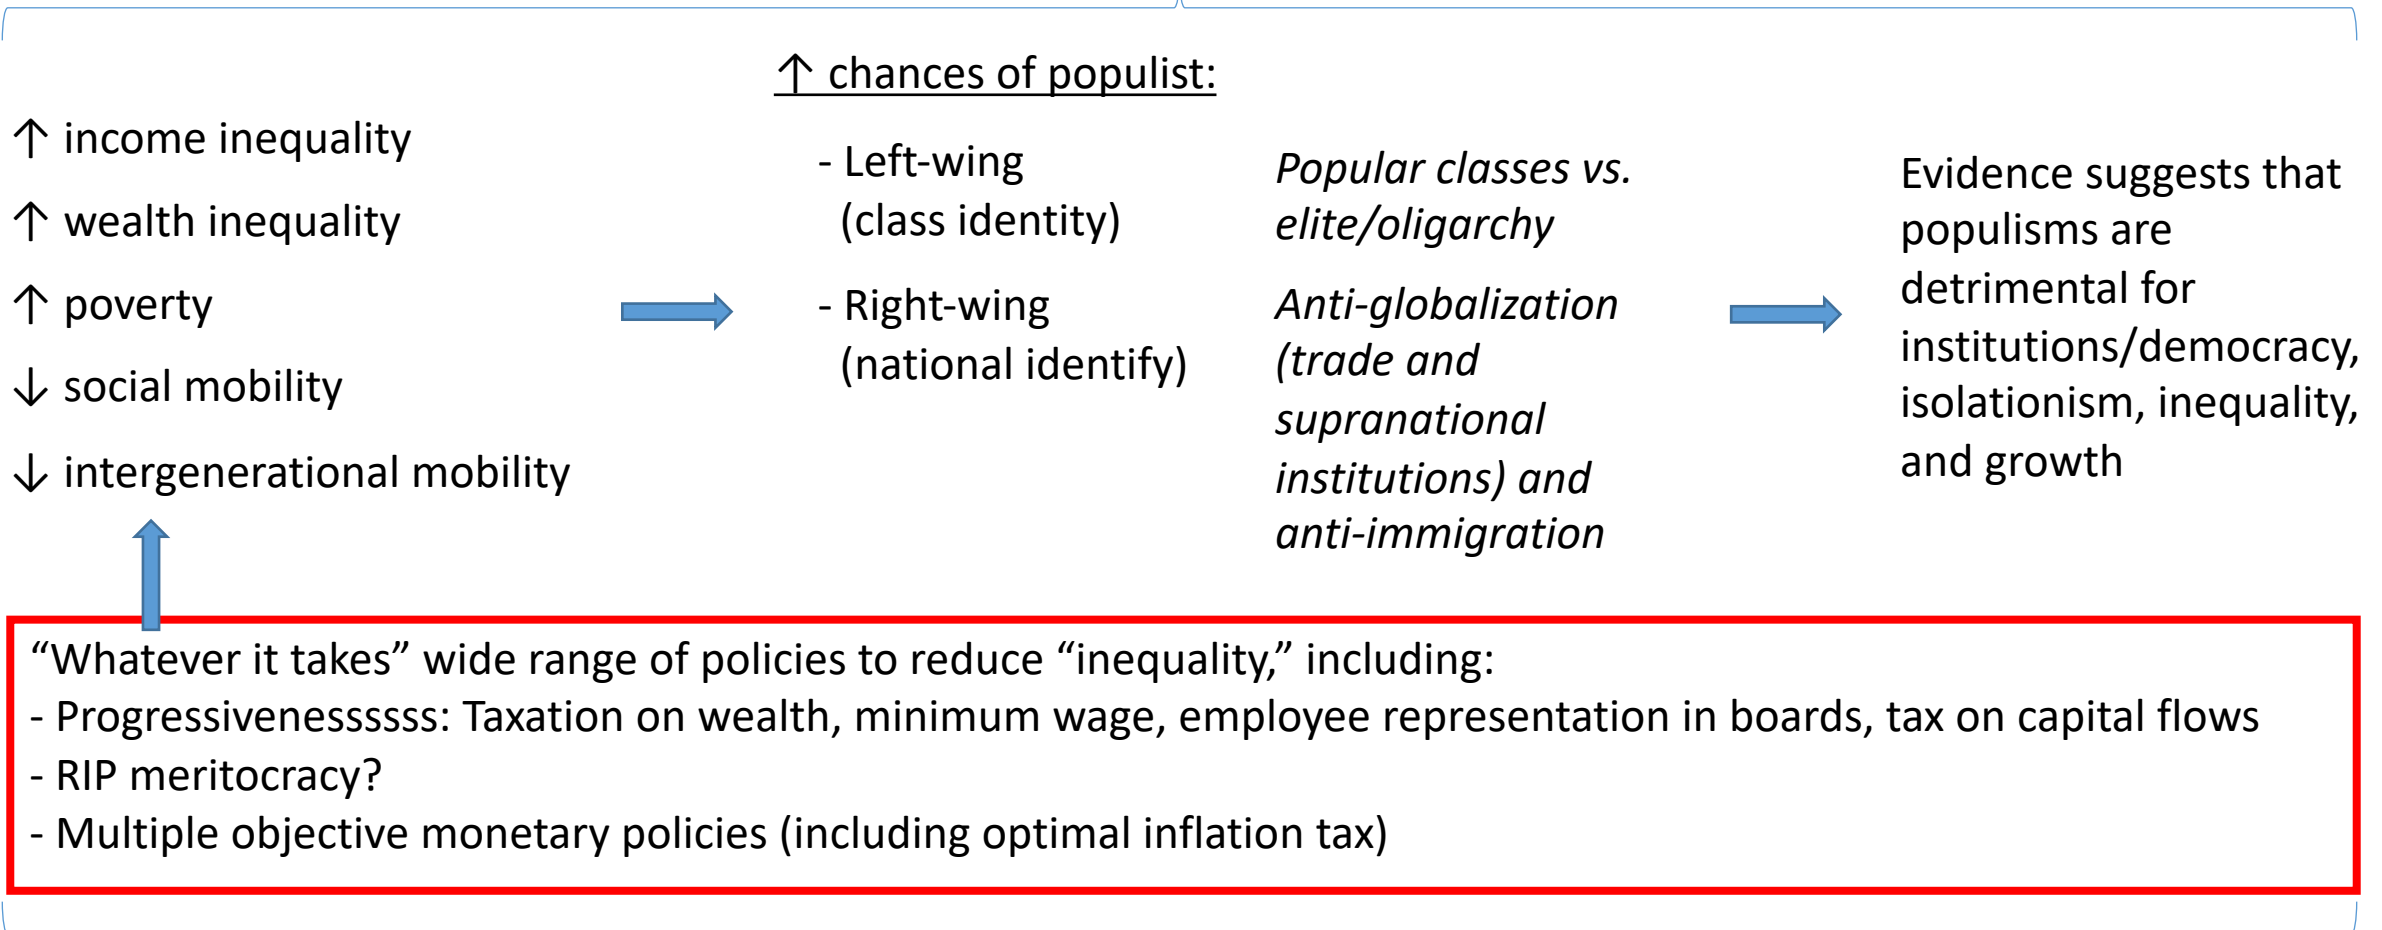 ↑ income inequality
↑ wealth inequality
↑ poverty
↓ social mobility
↓ intergenerational mobility
↑ chances of populist:
- Left-wing
(class identity)
- Right-wing
(national identify)
Popular classes vs.
elite/oligarchy
Anti-globalization
(trade and
supranational
institutions) and
anti-immigration
Evidence suggests that
populisms are
detrimental for
institutions/democracy,
isolationism, inequality,
and growth
“Whatever it takes” wide range of policies to reduce “inequality,” including:
- Progressivenessssss: Taxation on wealth, minimum wage, employee representation in boards, tax on capital flows
- RIP meritocracy?
- Multiple objective monetary policies (including optimal inflation tax)